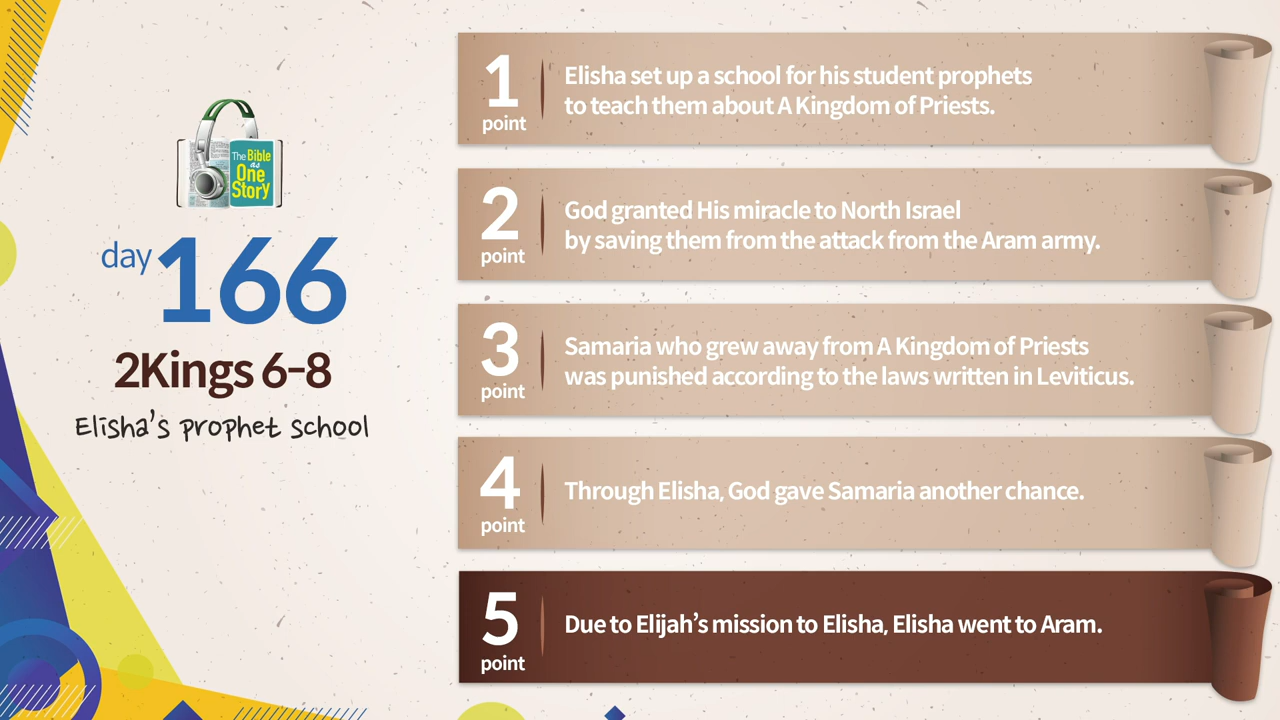 The Bible
as
One
Story
day 166
2Kings 6-8
Elisha's prophet school
1
point
Elisha set up a school for his student prophets
to teach them about A Kingdom of Priests.
2
point
God granted His miracle to North Israel
by saving them from the attack from the Aram army.
3
point
Samaria who grew away from A Kingdom of Priests
was punished according to the laws written in Leviticus.
4
point
Through Elisha, God gave Samaria another chance.
5
point
Due to Elijah's mission to Elisha, Elisha went to Aram.